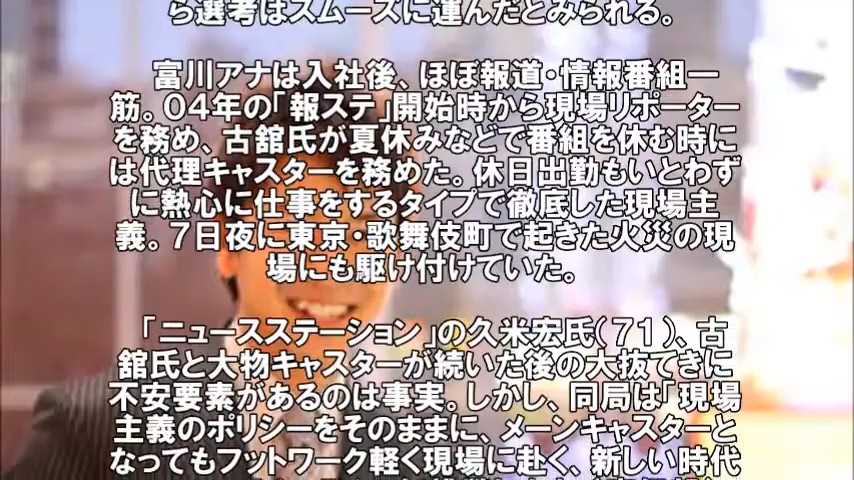 ら選考はスムーズに運んだとみられる。
富川アナは入社後、ほぼ報道・情報番組一
筋。04年の「報ステ」開始時から現場リポーター
を務め、古舘氏が夏休みなどで番組を休む時に
は代理キャスターを務めた。休日出勤もいとわず
に熱心に仕事をするタイプで徹底した現場主
義。7日夜に東京・歌舞伎町で起きた火災の現
場にも駆け付けていた。
「ニュースステーション」の久米宏氏(71)、古
舘氏と大物キャスターが続いた後の大抜てきに
不安要素があるのは事実。しかし、同局は「現場
主義のポリシーをそのままに、メーンキャスターと
なってもフットワーク軽く現場に赴く、新しい時代